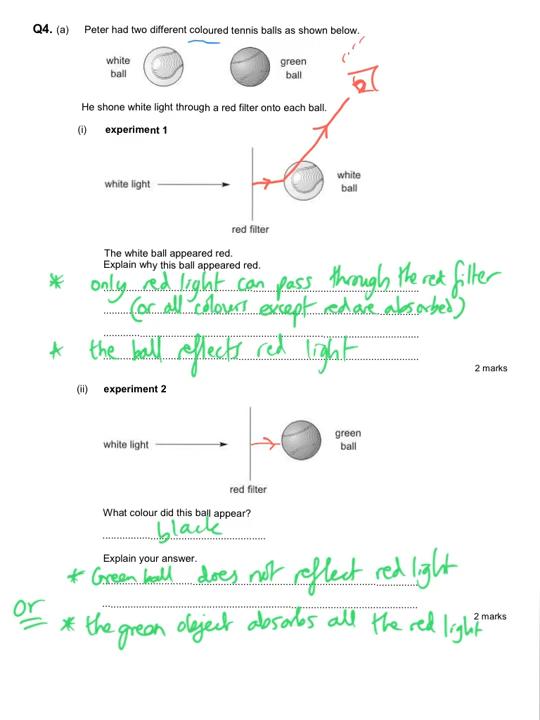 Q4. (a) Peter had two different coloured tennis balls as shown below.
white ball
green ball
He shone white light through a red filter onto each ball.
(i) experiment 1
white light
white ball
red filter
The white ball appeared red.
Explain why this ball appeared red.
* only red light can pass through the red filter
(or all colours except red are absorbed)
* the ball reflects red light
2 marks
(ii) experiment 2
white light
green ball
red filter
What colour did this ball appear?
black
Explain your answer.
* Green ball does not reflect red light
or
* the green object absorbs all the red light
2 marks